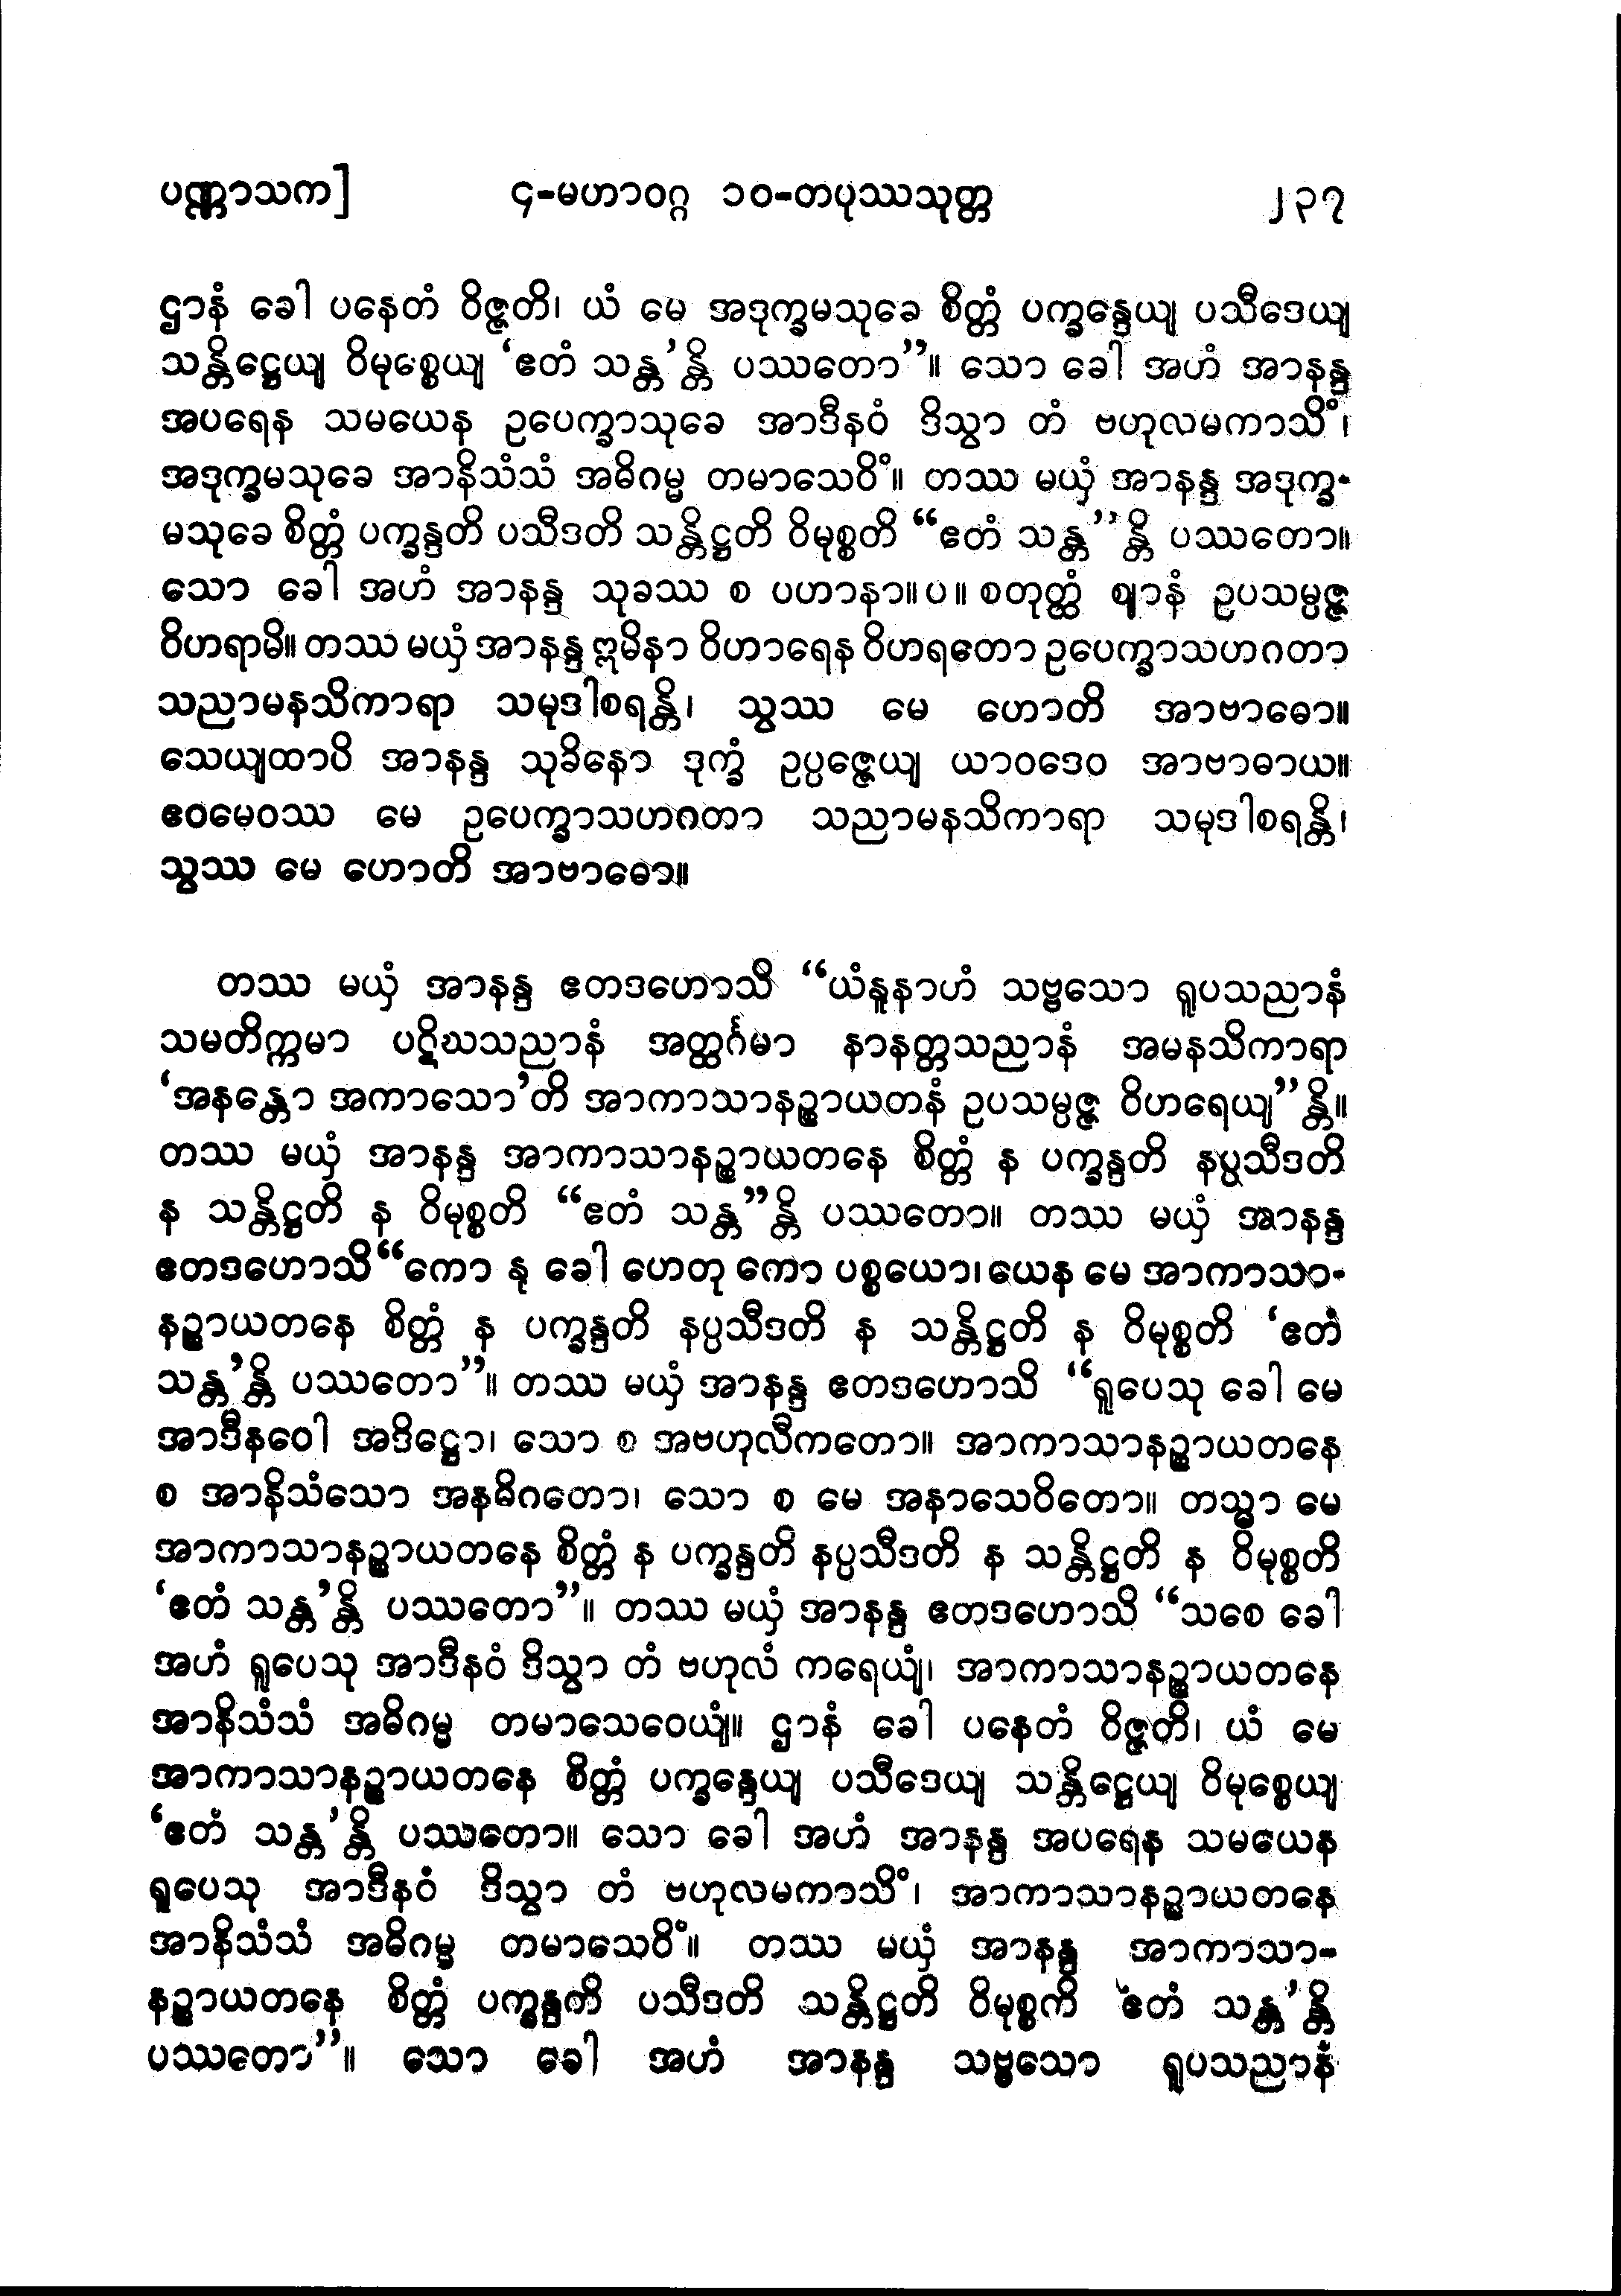 ပဏ္ဏာသက] ၄-မဟာဝဂ္ဂ ၁၀-တပုဿသုတ္တ ၂၃၇
ဌာနံ ခေါ ပနေတံ ဝိဇ္ဇတိ၊ ယံ မေ အဒုက္ခမသုခေ စိတ္တံ ပက္ခန္ဒေယျ ပသီဒေယျ
သန္တိဋ္ဌေယျ ဝိမုစ္စေယျ ‘ဧတံ သန္တ’န္တိ ပဿတော”။ သော ခေါ အဟံ အာနန္ဒ
အပရေန သမယေန ဥပေက္ခာသုခေ အာဒီနဝံ ဒိသွာ တံ ဗဟုလမကာသိံ၊
အဒုက္ခမသုခေ အာနိသံသံ အဓိဂမ္မ တမာသေဝိံ။ တဿ မယှံ အာနန္ဒ အဒုက္ခ-
မသုခေ စိတ္တံ ပက္ခန္ဒတိ ပသီဒတိ သန္တိဋ္ဌတိ ဝိမုစ္စတိ “ဧတံ သန္တ”န္တိ ပဿတော။
သော ခေါ အဟံ အာနန္ဒ သုခဿ စ ပဟာနာ။ပ။ စတုတ္ထံ ဈာနံ ဥပသမ္ပဇ္ဇ
ဝိဟရာမိ။ တဿ မယှံ အာနန္ဒ ဣမိနာ ဝိဟာရေန ဝိဟရတော ဥပေက္ခာသဟဂတာ
သညာမနသိကာရာ သမုဒါစရန္တိ၊ သွဿ မေ ဟောတိ အာဗာဓော။
သေယျထာပိ အာနန္ဒ သုခိနော ဒုက္ခံ ဥပ္ပဇ္ဇေယျ ယာဝဒေဝ အာဗာဓာယ။
ဧဝမေဝဿ မေ ဥပေက္ခာသဟဂတာ သညာမနသိကာရာ သမုဒါစရန္တိ၊
သွဿ မေ ဟောတိ အာဗာဓော။
တဿ မယှံ အာနန္ဒ ဧတဒဟောသိ “ယံနူနာဟံ သဗ္ဗသော ရူပသညာနံ
သမတိက္ကမာ ပဋိဃသညာနံ အတ္ထင်္ဂမာ နာနတ္တသညာနံ အမနသိကာရာ
‘အနန္တော အကာသော’တိ အာကာသာနဉ္စာယတနံ ဥပသမ္ပဇ္ဇ ဝိဟရေယျ”န္တိ။
တဿ မယှံ အာနန္ဒ အာကာသာနဉ္စာယတနေ စိတ္တံ န ပက္ခန္ဒတိ နပ္ပသီဒတိ
န သန္တိဋ္ဌတိ န ဝိမုစ္စတိ “ဧတံ သန္တ”န္တိ ပဿတော။ တဿ မယှံ အာနန္ဒ
ဧတဒဟောသိ“ကော နု ခေါ ဟေတု ကော ပစ္စယော၊ ယေန မေ အာကာသာ-
နဉ္စာယတနေ စိတ္တံ န ပက္ခန္ဒတိ နပ္ပသီဒတိ န သန္တိဋ္ဌတိ န ဝိမုစ္စတိ ‘ဧတံ
သန္တ’န္တိ ပဿတော”။ တဿ မယှံ အာနန္ဒ ဧတဒဟောသိ “ရူပေသု ခေါ မေ
အာဒီနဝေါ အဒိဋ္ဌော၊ သော စ အဗဟုလီကတော။ အာကာသာနဉ္စာယတနေ
စ အာနိသံသော အနဓိဂတော၊ သော စ မေ အနာသေဝိတော။ တသ္မာ မေ
အာကာသာနဉ္စာယတနေ စိတ္တံ န ပက္ခန္ဒတိ နပ္ပသီဒတိ န သန္တိဋ္ဌတိ န ဝိမုစ္စတိ
‘ဧတံ သန္တ’န္တိ ပဿတော”။ တဿ မယှံ အာနန္ဒ ဧတဒဟောသိ “သစေ ခေါ
အဟံ ရူပေသု အာဒီနဝံ ဒိသွာ တံ ဗဟုလံ ကရေယျံ၊ အာကာသာနဉ္စာယတနေ
အာနိသံသံ အဓိဂမ္မ တမာသေဝေယျံ။ ဌာနံ ခေါ ပနေတံ ဝိဇ္ဇတိ၊ ယံ မေ
အာကာသာနဉ္စာယတနေ စိတ္တံ ပက္ခန္ဒေယျ ပသီဒေယျ သန္တိဋ္ဌေယျ ဝိမုစ္စေယျ
‘ဧတံ သန္တ’န္တိ ပဿတော။ သော ခေါ အဟံ အာနန္ဒ အပရေန သမယေန
ရူပေသု အာဒီနဝံ ဒိသွာ တံ ဗဟုလမကာသိံ၊ အာကာသာနဉ္စာယတနေ
အာနိသံသံ အဓိဂမ္မ တမာသေဝိံ။ တဿ မယှံ အာနန္ဒ အာကာသာ-
နဉ္စာယတနေ စိတ္တံ ပက္ခန္ဒတိ ပသီဒတိ သန္တိဋ္ဌတိ ဝိမုစ္စတိ ‘ဧတံ သန္တ’န္တိ
ပဿတော”။ သော ခေါ အဟံ အာနန္ဒ သဗ္ဗသော ရူပသညာနံ